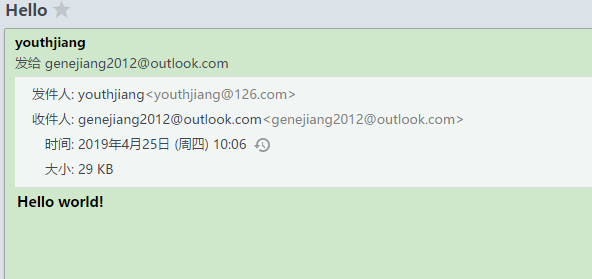 Hello
youthjiang
发给 genejiang2012@outlook.com
发件人: youthjiang<youthjiang@126.com>
收件人: genejiang2012@outlook.com<genejiang2012@outlook.com>
时间: 2019年4月25日 (周四) 10:06
大小: 29 KB
Hello world!